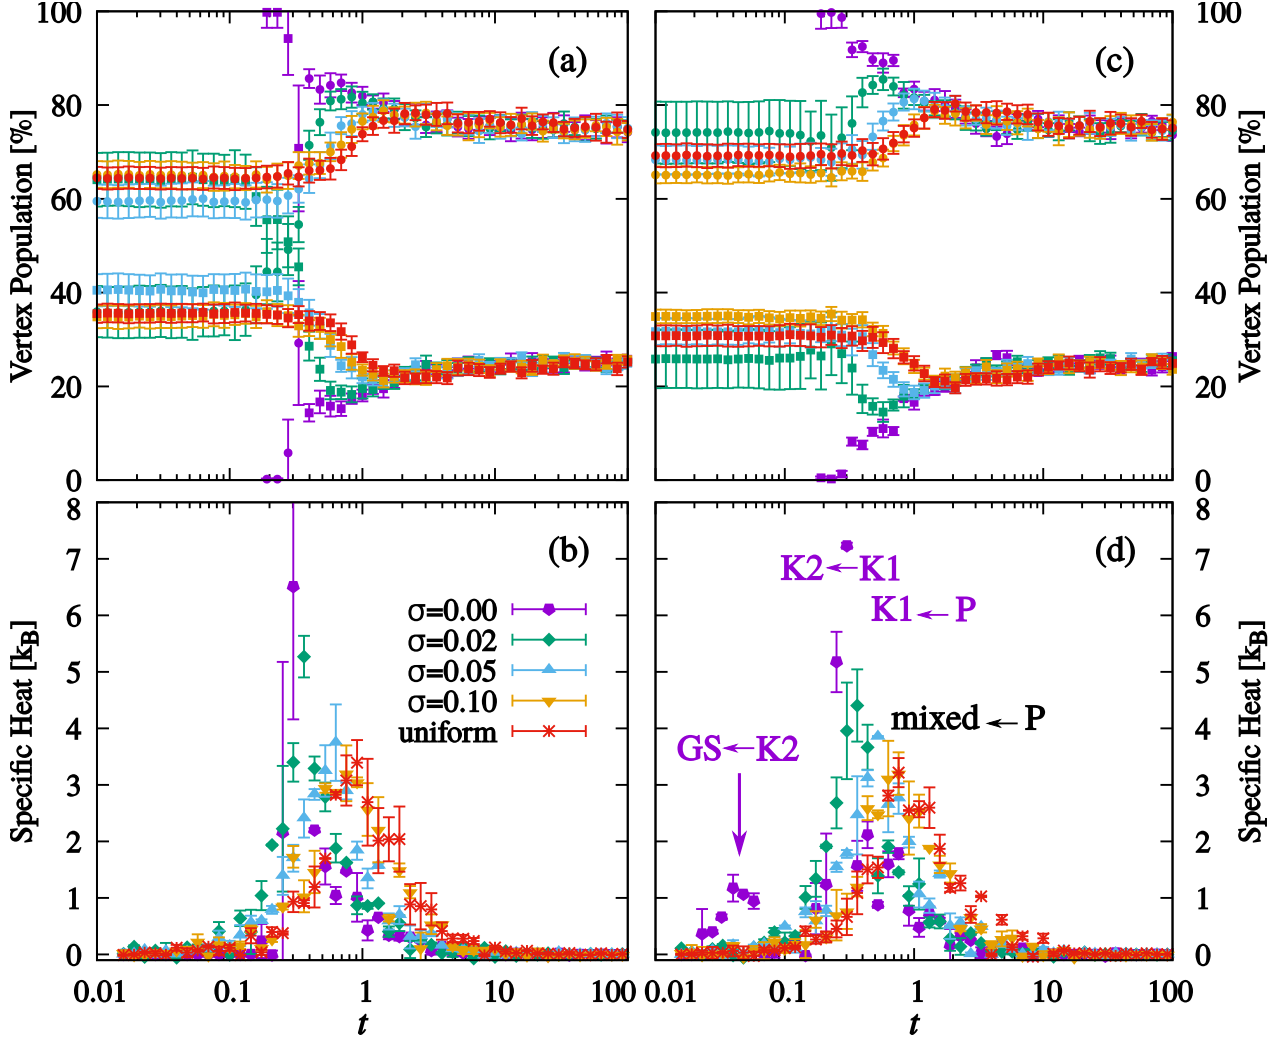 100
80
60
40
20
0
Vertex Population [%]
(a)
(c)
100
80
60
40
20
0
Vertex Population [%]
8
7
6
5
4
3
2
1
0
Specific Heat [kB]
(b)
σ=0.00
σ=0.02
σ=0.05
σ=0.10
uniform
0.01 0.1 1 10 100
t
(d)
K2←K1
K1←P
mixed←P
GS←K2
8
7
6
5
4
3
2
1
0
Specific Heat [kB]
0.01 0.1 1 10 100
t